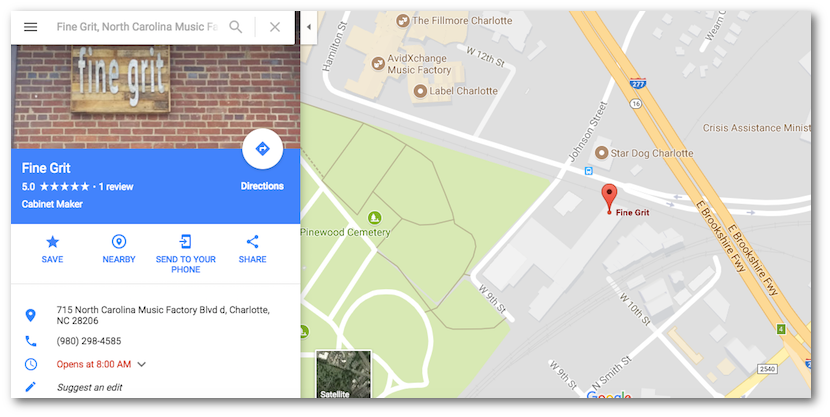 Fine Grit, North Carolina Music Fa
fine grit
Fine Grit
5.0 ★★★★★ · 1 review
Cabinet Maker
Directions
SAVE
NEARBY
SEND TO YOUR
PHONE
SHARE
715 North Carolina Music Factory Blvd d, Charlotte,
NC 28206
(980) 298-4585
Opens at 8:00 AM
Suggest an edit
The Fillmore Charlotte
Hamilton St
W 12th St
AvidXchange
Music Factory
Label Charlotte
277
16
Wearn C
Johnson Street
Crisis Assistance Minist
Star Dog Charlotte
Fine Grit
Pinewood Cemetery
E Brookshire Fwy
E Brookshire Fwy
W 9th St
W 10th St
W 9th St
N Smith St
4
2540
Satellite
Google